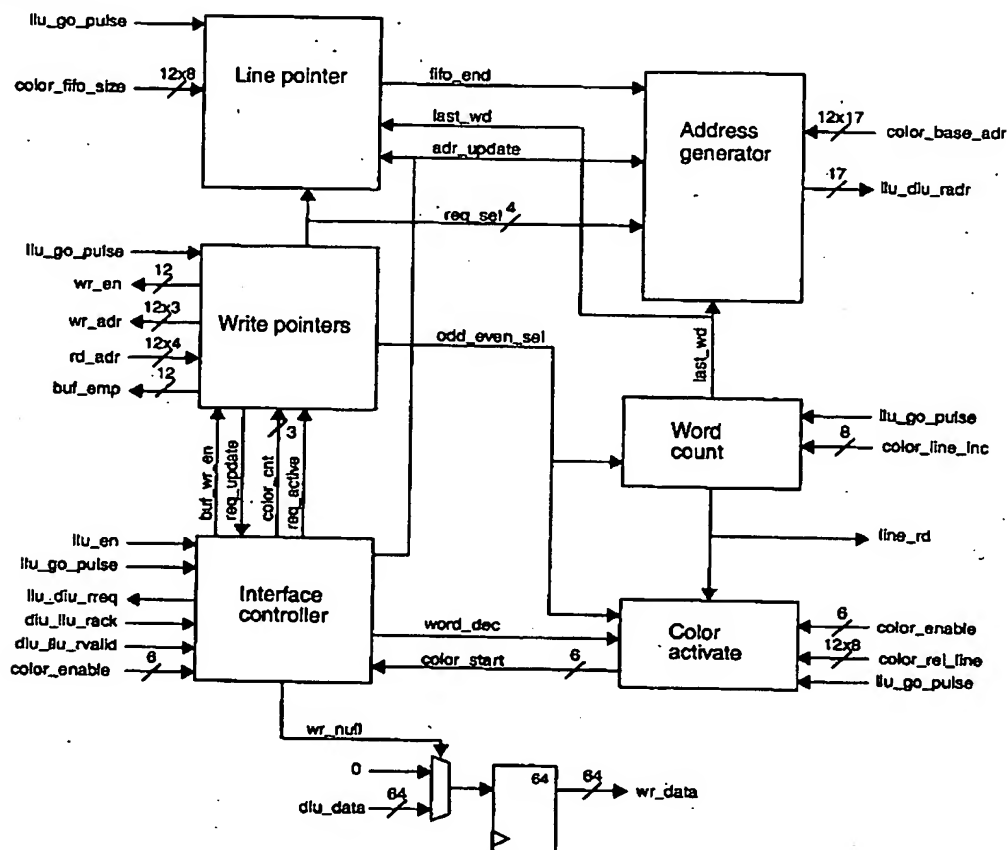 llu_go_pulse
color_fifo_size
12x8
Line pointer
fifo_end
last_wd
adr_update
req_sel
4
Address generator
12x17
color_base_adr
17
llu_diu_radr
llu_go_pulse
wr_en
12
wr_adr
12x3
rd_adr
12x4
buf_emp
12
Write pointers
odd_even_sel
last_wd
Word count
llu_go_pulse
8
color_line_inc
line_rd
buf_wr_en
req_update
color_cnt
3
req_active
llu_en
llu_go_pulse
llu_diu_rreq
diu_llu_rack
diu_llu_rvalid
color_enable
6
Interface controller
word_dec
color_start
6
Color activate
6
color_enable
12x8
color_rel_line
llu_go_pulse
wr_null
0
diu_data
64
64
64
wr_data